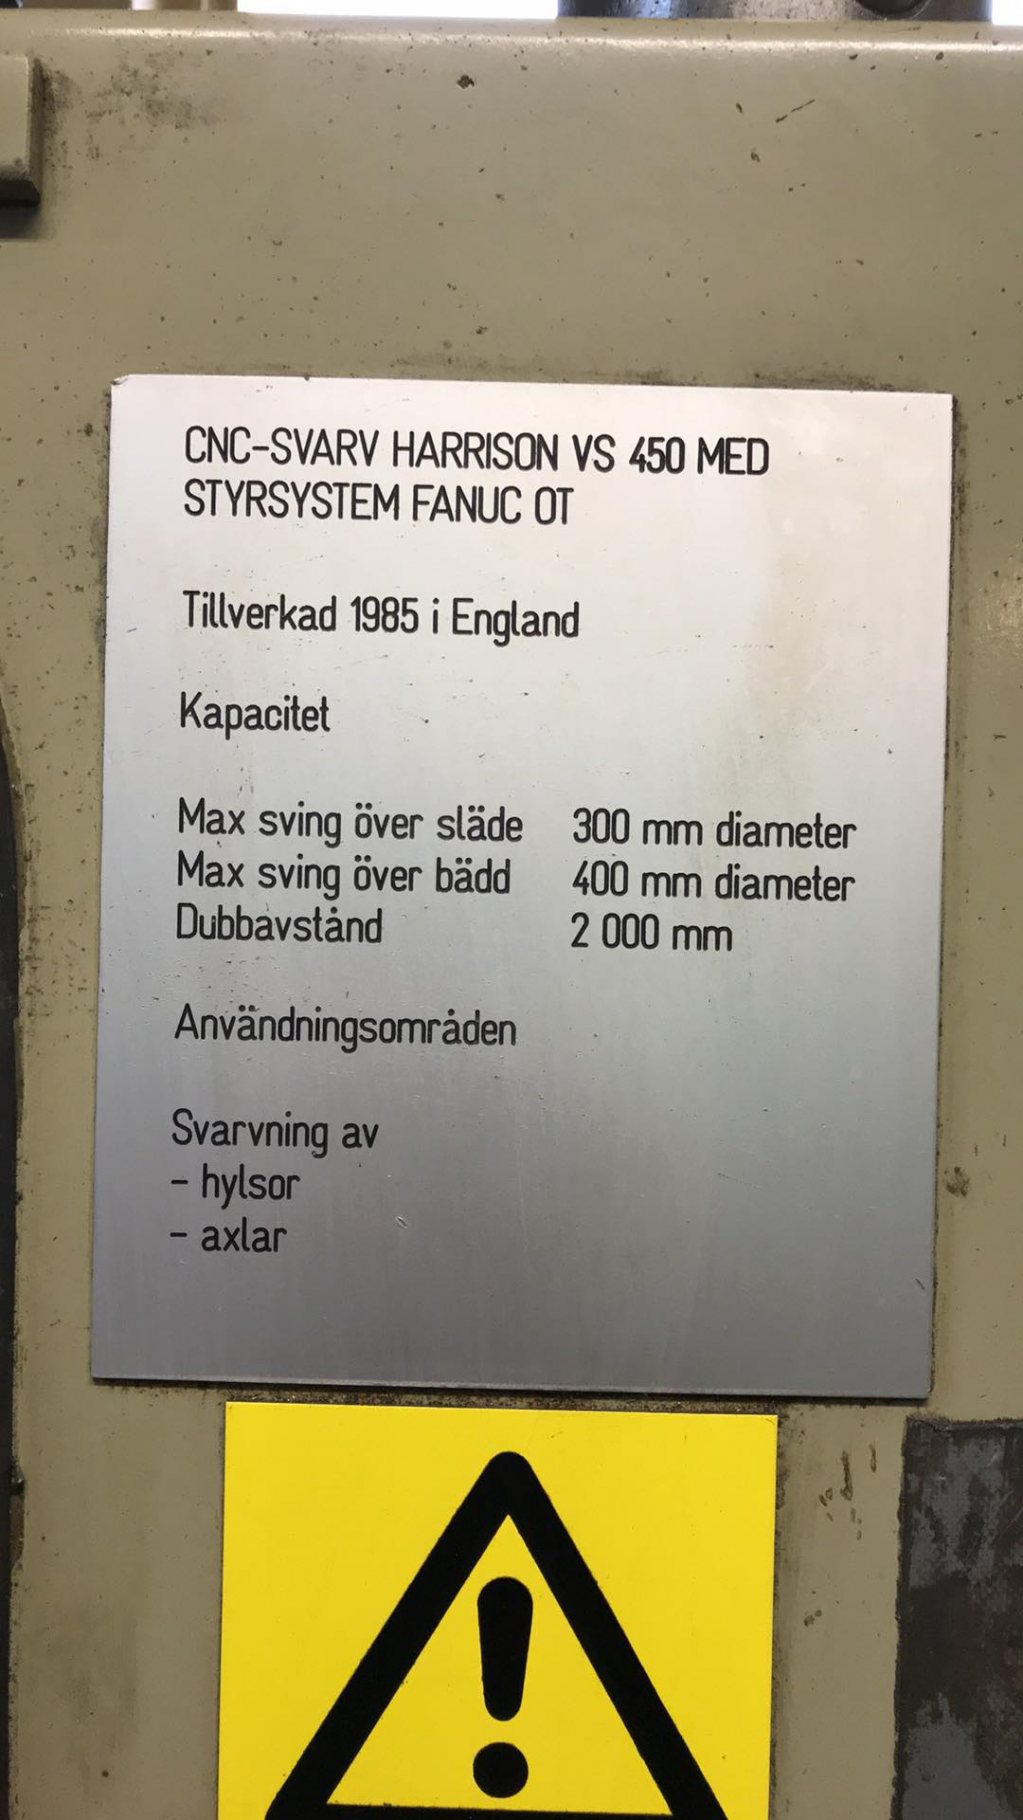 CNC-SVARV HARRISON VS 450 MED
STYRSYSTEM FANUC OT
Tillverkad 1985 i England
Kapacitet
Max sving över släde 300 mm diameter
Max sving över bädd 400 mm diameter
Dubbavstånd 2 000 mm
Användningsområden
Svarvning av
- hylsor
- axlar